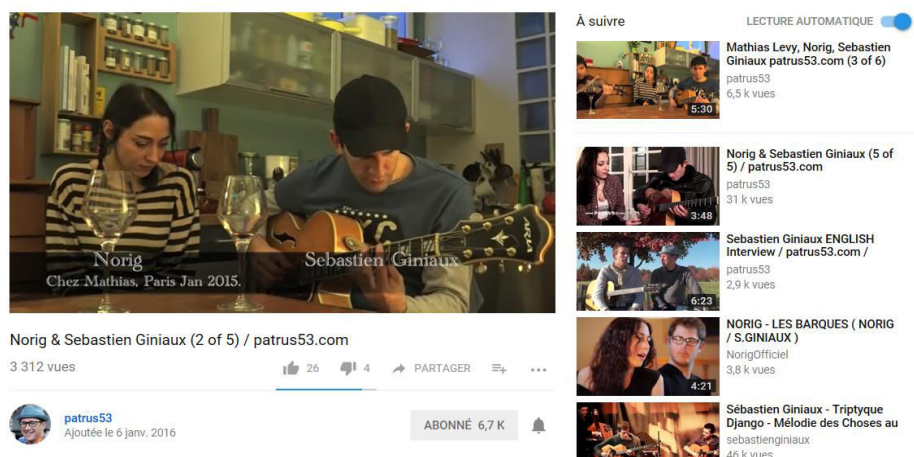 Norig
Sebastien Giniaux
Chez Mathias, Paris Jan 2015.
Norig & Sebastien Giniaux (2 of 5) / patrus53.com
3 312 vues
26
4
PARTAGER
patrus53
Ajoutée le 6 janv. 2016
ABONNÉ 6,7 K
À suivre
LECTURE AUTOMATIQUE
Mathias Levy, Norig, Sebastien
Giniaux patrus53.com (3 of 6)
patrus53
6,5 k vues
5:30
Norig & Sebastien Giniaux (5 of
5) / patrus53.com
patrus53
31 k vues
3:48
Sebastien Giniaux ENGLISH
Interview / patrus53.com /
patrus53
2,9 k vues
6:23
NORIG - LES BARQUES ( NORIG
/ S.GINIAUX )
NorigOfficiel
3,8 k vues
4:21
Sébastien Giniaux - Triptyque
Django - Mélodie des Choses au
sebastienginiaux
46 k vues